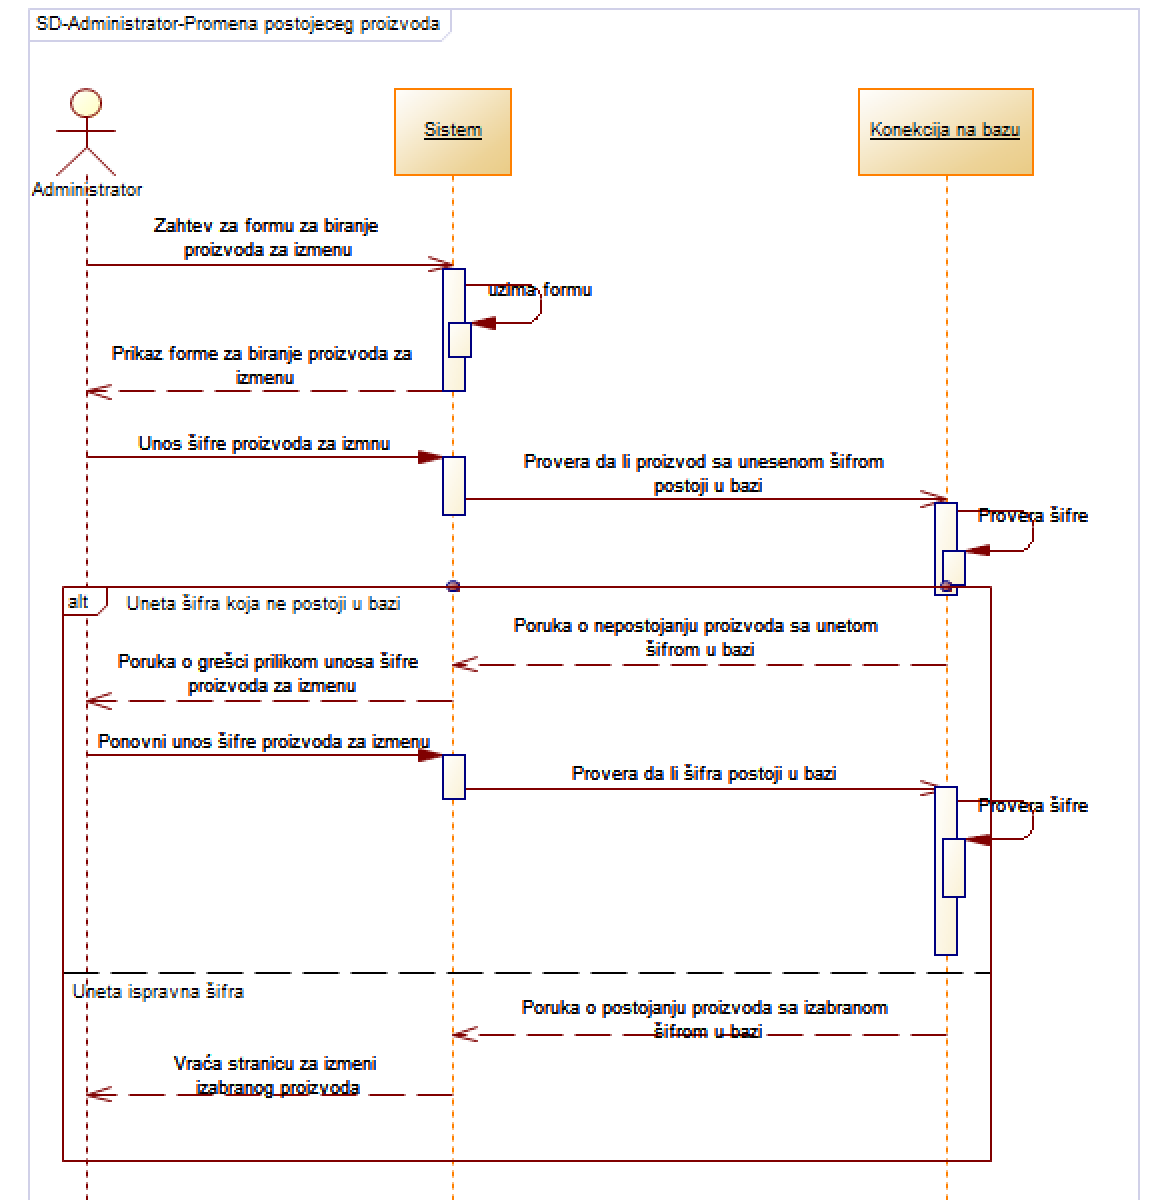 SD-Administrator-Promena postojeceg proizvoda
Sistem
Konekcija na bazu
Administrator
Zahtev za formu za biranje
proizvoda za izmenu
uzima formu
Prikaz forme za biranje proizvoda za
izmenu
Unos šifre proizvoda za izmnu
Provera da li proizvod sa unesenom šifrom
postoji u bazi
Provera šifre
alt
Uneta šifra koja ne postoji u bazi
Poruka o nepostojanju proizvoda sa unetom
šifrom u bazi
Poruka o grešci prilikom unosa šifre
proizvoda za izmenu
Ponovni unos šifre proizvoda za izmenu
Provera da li šifra postoji u bazi
Provera šifre
Uneta ispravna šifra
Poruka o postojanju proizvoda sa izabranom
šifrom u bazi
Vraća stranicu za izmeni
izabranog proizvoda